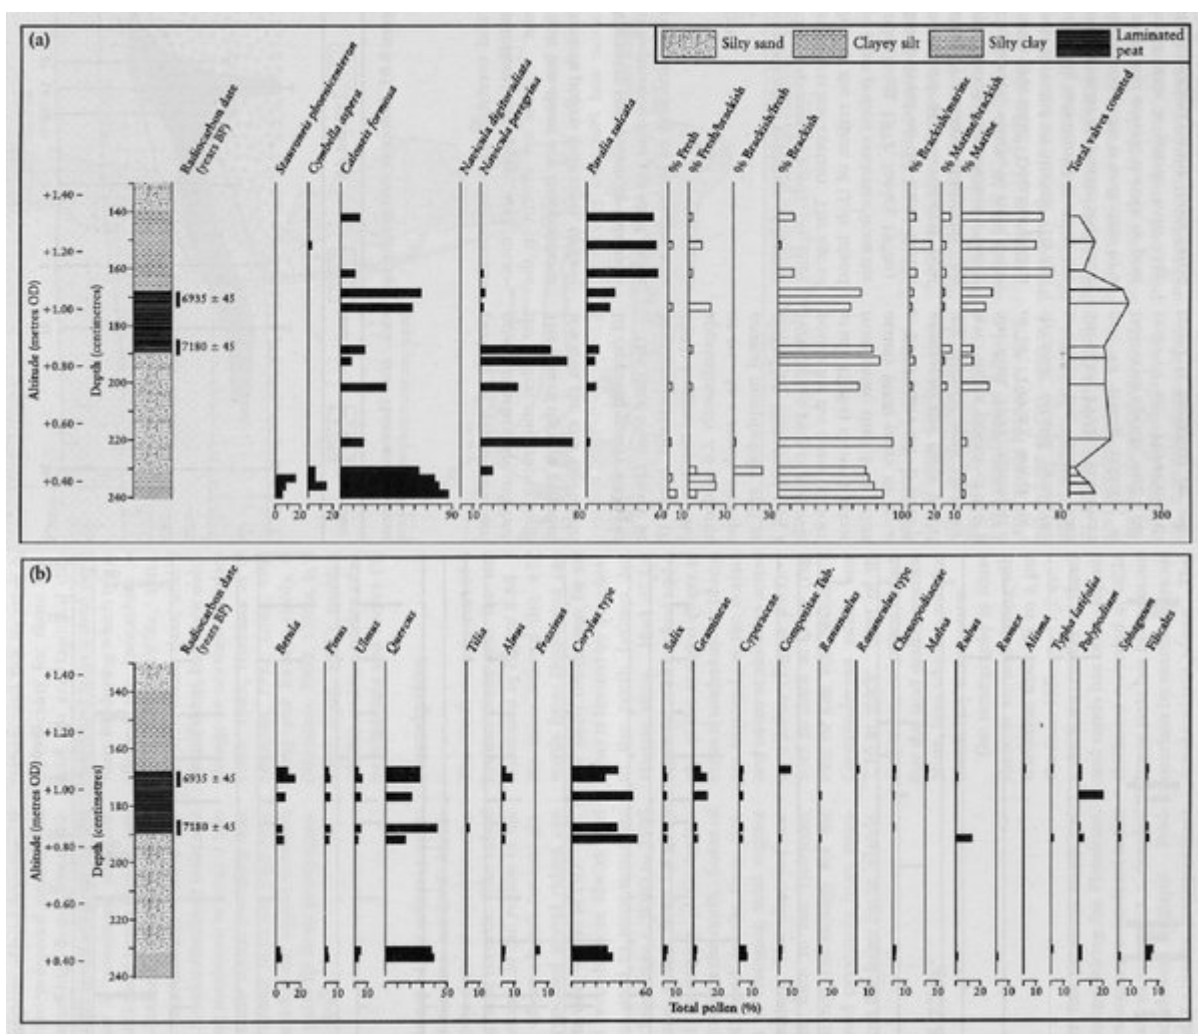 (a)
Silty sand
Clayey silt
Silty clay
Laminated
peat
Radiocarbon date
(years BP)
Stauroneis phoenicenteron
Cymbella aspera
Caloneis formosa
Navicula digitoradiata
Navicula peregrina
Paralia sulcata
% Fresh
% Fresh/brackish
% Brackish/fresh
% Brackish
% Brackish/marine
% Marine/brackish
% Marine
Total valves counted
Altitude (metres OD)
+1.40
+1.20
+1.00
+0.80
+0.60
+0.40
Depth (centimetres)
140
160
180
200
220
240
6935 ± 45
7180 ± 45
0 20
20
90
10
80
40
10
30
100
20
10
80
300
(b)
Radiocarbon date
(years BP)
Betula
Pinus
Ulmus
Quercus
Tilia
Alnus
Fraxinus
Corylus type
Salix
Gramineae
Cyperaceae
Compositae Tub.
Ranunculus
Ranunculus type
Chenopodiaceae
Malus
Rubus
Rumex
Alisma
Typha latifolia
Polypodium
Sphagnum
Filicales
Altitude (metres OD)
+1.40
+1.20
+1.00
+0.80
+0.60
+0.40
Depth (centimetres)
140
160
180
200
220
240
6935 ± 45
7180 ± 45
0 20
10
10
50
10
10
10
60
10
20
10
10
10
10
10
10
20
10
10
10
20
10
10
Total pollen (%)